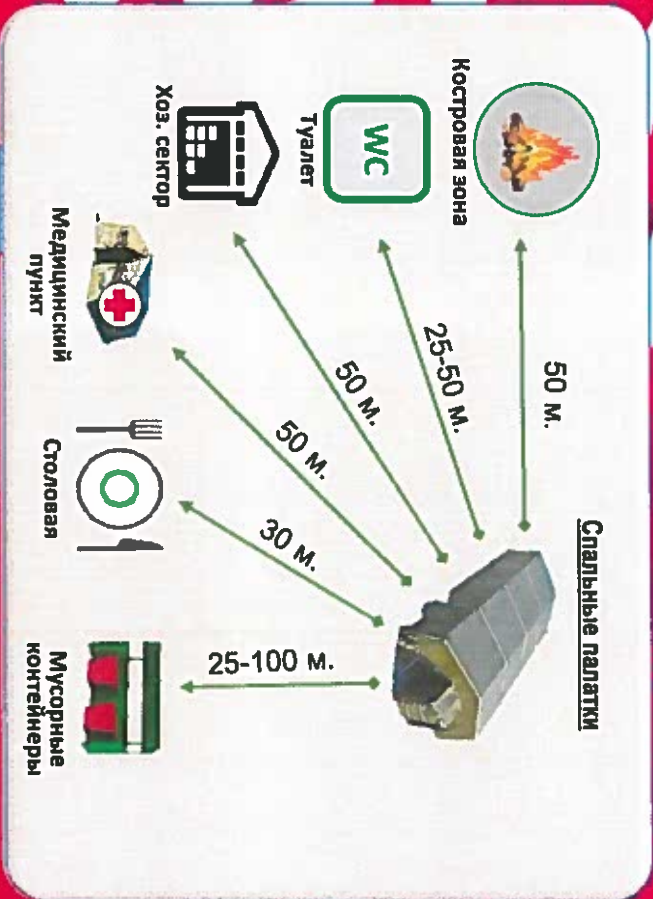 Спальные палатки
50 м.
25-50 м.
50 м.
50 м.
30 м.
25-100 м.
Костровая зона
WC
Туалет
Хоз. сектор
Медицинский
пункт
Столовая
Мусорные
контейнеры